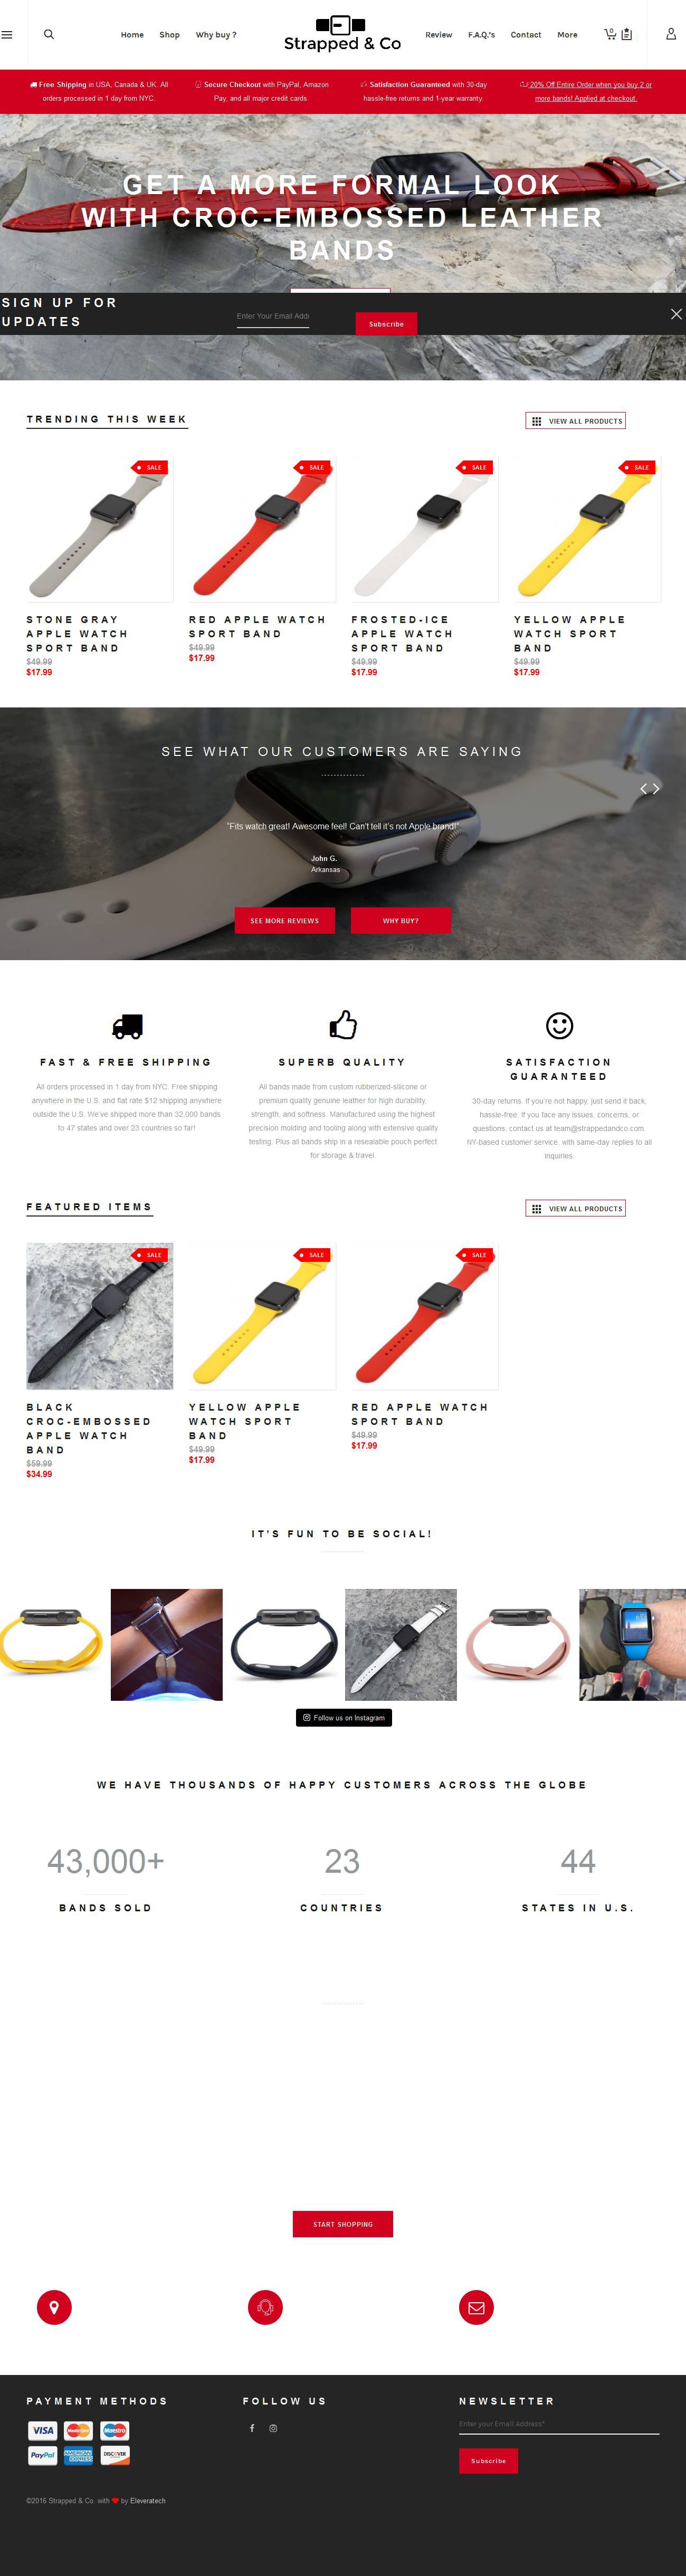 Home
Shop
Why buy ?
Strapped & Co
Review
F.A.Q.'s
Contact
More
0
Free Shipping in USA, Canada & UK. All
orders processed in 1 day from NYC.
Secure Checkout with PayPal, Amazon
Pay, and all major credit cards.
Satisfaction Guaranteed with 30-day
hassle-free returns and 1-year warranty.
20% Off Entire Order when you buy 2 or
more bands! Applied at checkout.
GET A MORE FORMAL LOOK
WITH CROC-EMBOSSED LEATHER
BANDS
SIGN UP FOR
UPDATES
Enter Your Email Addr
Subscribe
TRENDING THIS WEEK
VIEW ALL PRODUCTS
SALE
SALE
SALE
SALE
STONE GRAY
APPLE WATCH
SPORT BAND
$49.99
$17.99
RED APPLE WATCH
SPORT BAND
$49.99
$17.99
FROSTED-ICE
APPLE WATCH
SPORT BAND
$49.99
$17.99
YELLOW APPLE
WATCH SPORT
BAND
$49.99
$17.99
SEE WHAT OUR CUSTOMERS ARE SAYING
"Fits watch great! Awesome feel! Can't tell it's not Apple brand!"
John G.
Arkansas
SEE MORE REVIEWS
WHY BUY?
FAST & FREE SHIPPING
All orders processed in 1 day from NYC. Free shipping
anywhere in the U.S. and flat rate $12 shipping anywhere
outside the U.S. We've shipped more than 32,000 bands
to 47 states and over 23 countries so far!
SUPERB QUALITY
All bands made from custom rubberized-silicone or
premium quality genuine leather for high durability,
strength, and softness. Manufactured using the highest
precision molding and tooling along with extensive quality
testing. Plus all bands ship in a resealable pouch perfect
for storage & travel.
SATISFACTION
GUARANTEED
30-day returns. If you're not happy, just send it back,
hassle-free. If you face any issues, concerns, or
questions, contact us at team@strappedandco.com.
NY-based customer service, with same-day replies to all
inquiries.
FEATURED ITEMS
VIEW ALL PRODUCTS
SALE
SALE
SALE
BLACK
CROC-EMBOSSED
APPLE WATCH
BAND
$59.99
$34.99
YELLOW APPLE
WATCH SPORT
BAND
$49.99
$17.99
RED APPLE WATCH
SPORT BAND
$49.99
$17.99
IT'S FUN TO BE SOCIAL!
Follow us on Instagram
WE HAVE THOUSANDS OF HAPPY CUSTOMERS ACROSS THE GLOBE
43,000+
BANDS SOLD
23
COUNTRIES
44
STATES IN U.S.
START SHOPPING
PAYMENT METHODS
VISA
MasterCard
Maestro
PayPal
AMERICAN EXPRESS
DISCOVER
FOLLOW US
NEWSLETTER
Enter your Email Address*
Subscribe
©2016 Strapped & Co. with by Eleveratech